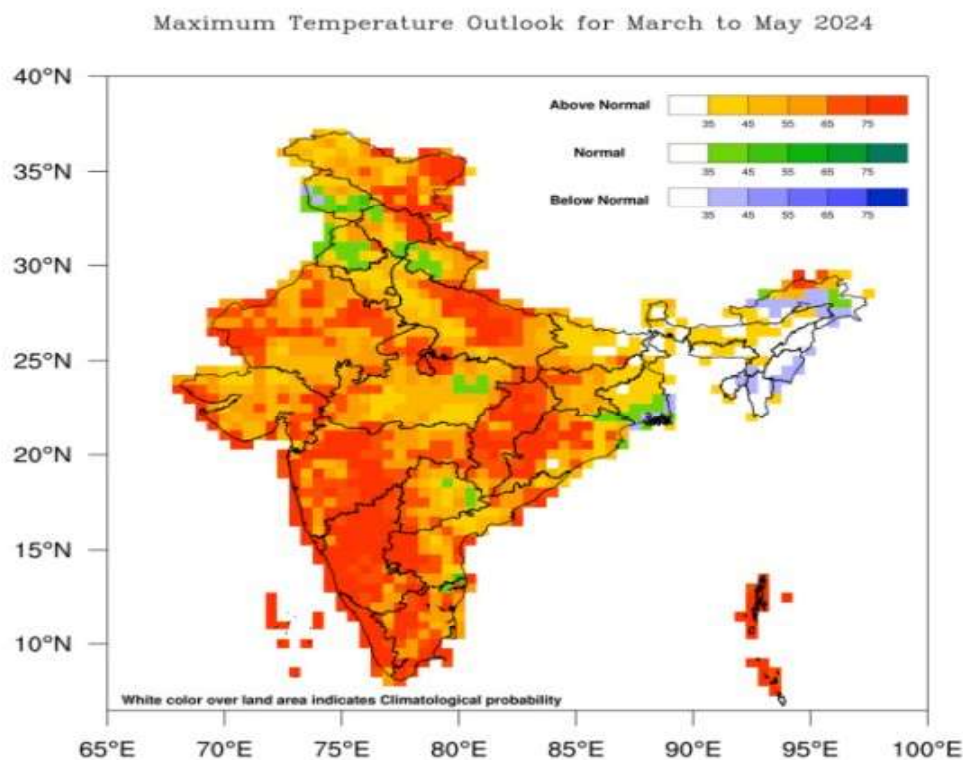 Maximum Temperature Outlook for March to May 2024
40°N
Above Normal
35 45 55 65 75
35°N
Normal
35 45 55 65 75
Below Normal
35 45 55 65 75
30°N
25°N
20°N
15°N
10°N
White color over land area indicates Climatological probability
65°E 70°E 75°E 80°E 85°E 90°E 95°E 100°E